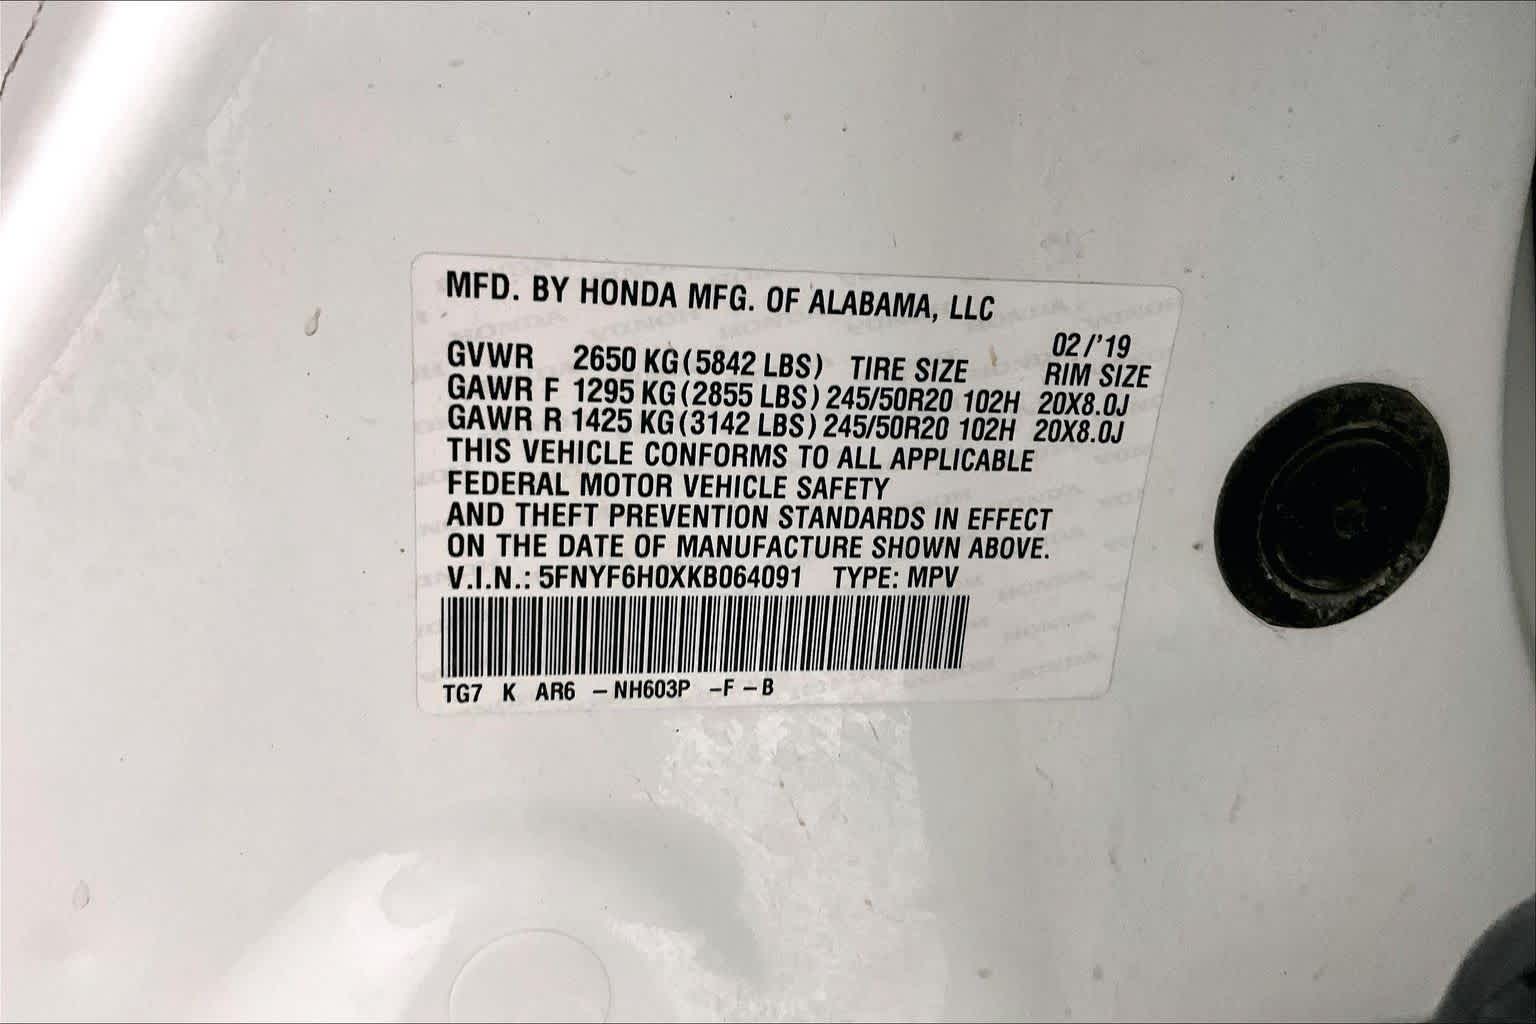 MFD. BY HONDA MFG. OF ALABAMA, LLC
02/'19
GVWR 2650 KG(5842 LBS) TIRE SIZE RIM SIZE
GAWR F 1295 KG(2855 LBS) 245/50R20 102H 20X8.0J
GAWR R 1425 KG(3142 LBS) 245/50R20 102H 20X8.0J
THIS VEHICLE CONFORMS TO ALL APPLICABLE
FEDERAL MOTOR VEHICLE SAFETY
AND THEFT PREVENTION STANDARDS IN EFFECT
ON THE DATE OF MANUFACTURE SHOWN ABOVE.
V.I.N.: 5FNYF6H0XKB064091 TYPE: MPV
TG7 K AR6 –NH603P –F –B